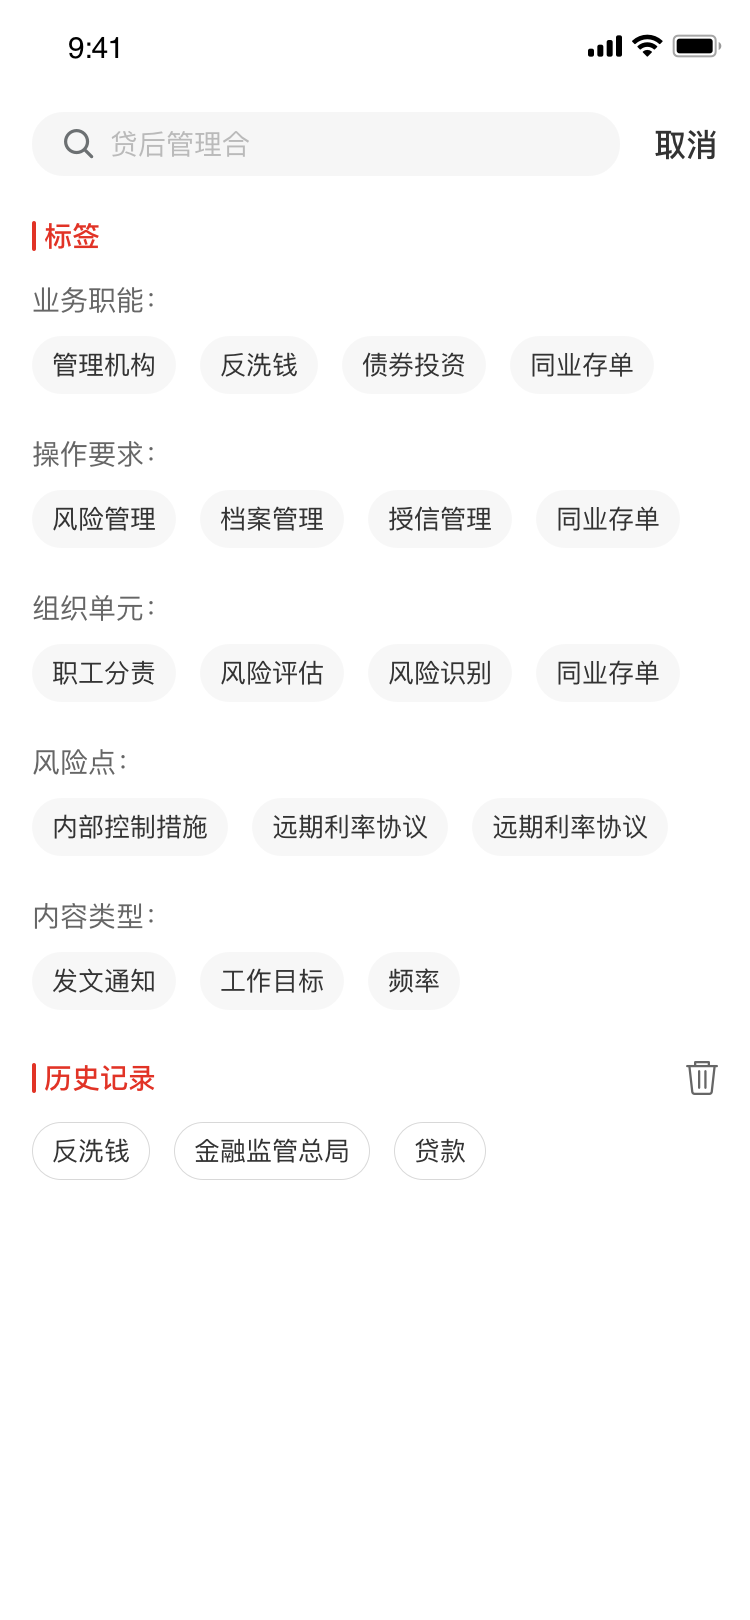 9:41
贷后管理合 取消
标签
业务职能:
管理机构 反洗钱 债券投资 同业存单
操作要求:
风险管理 档案管理 授信管理 同业存单
组织单元:
职工分责 风险评估 风险识别 同业存单
风险点:
内部控制措施 远期利率协议 远期利率协议
内容类型:
发文通知 工作目标 频率
历史记录
反洗钱 金融监管总局 贷款